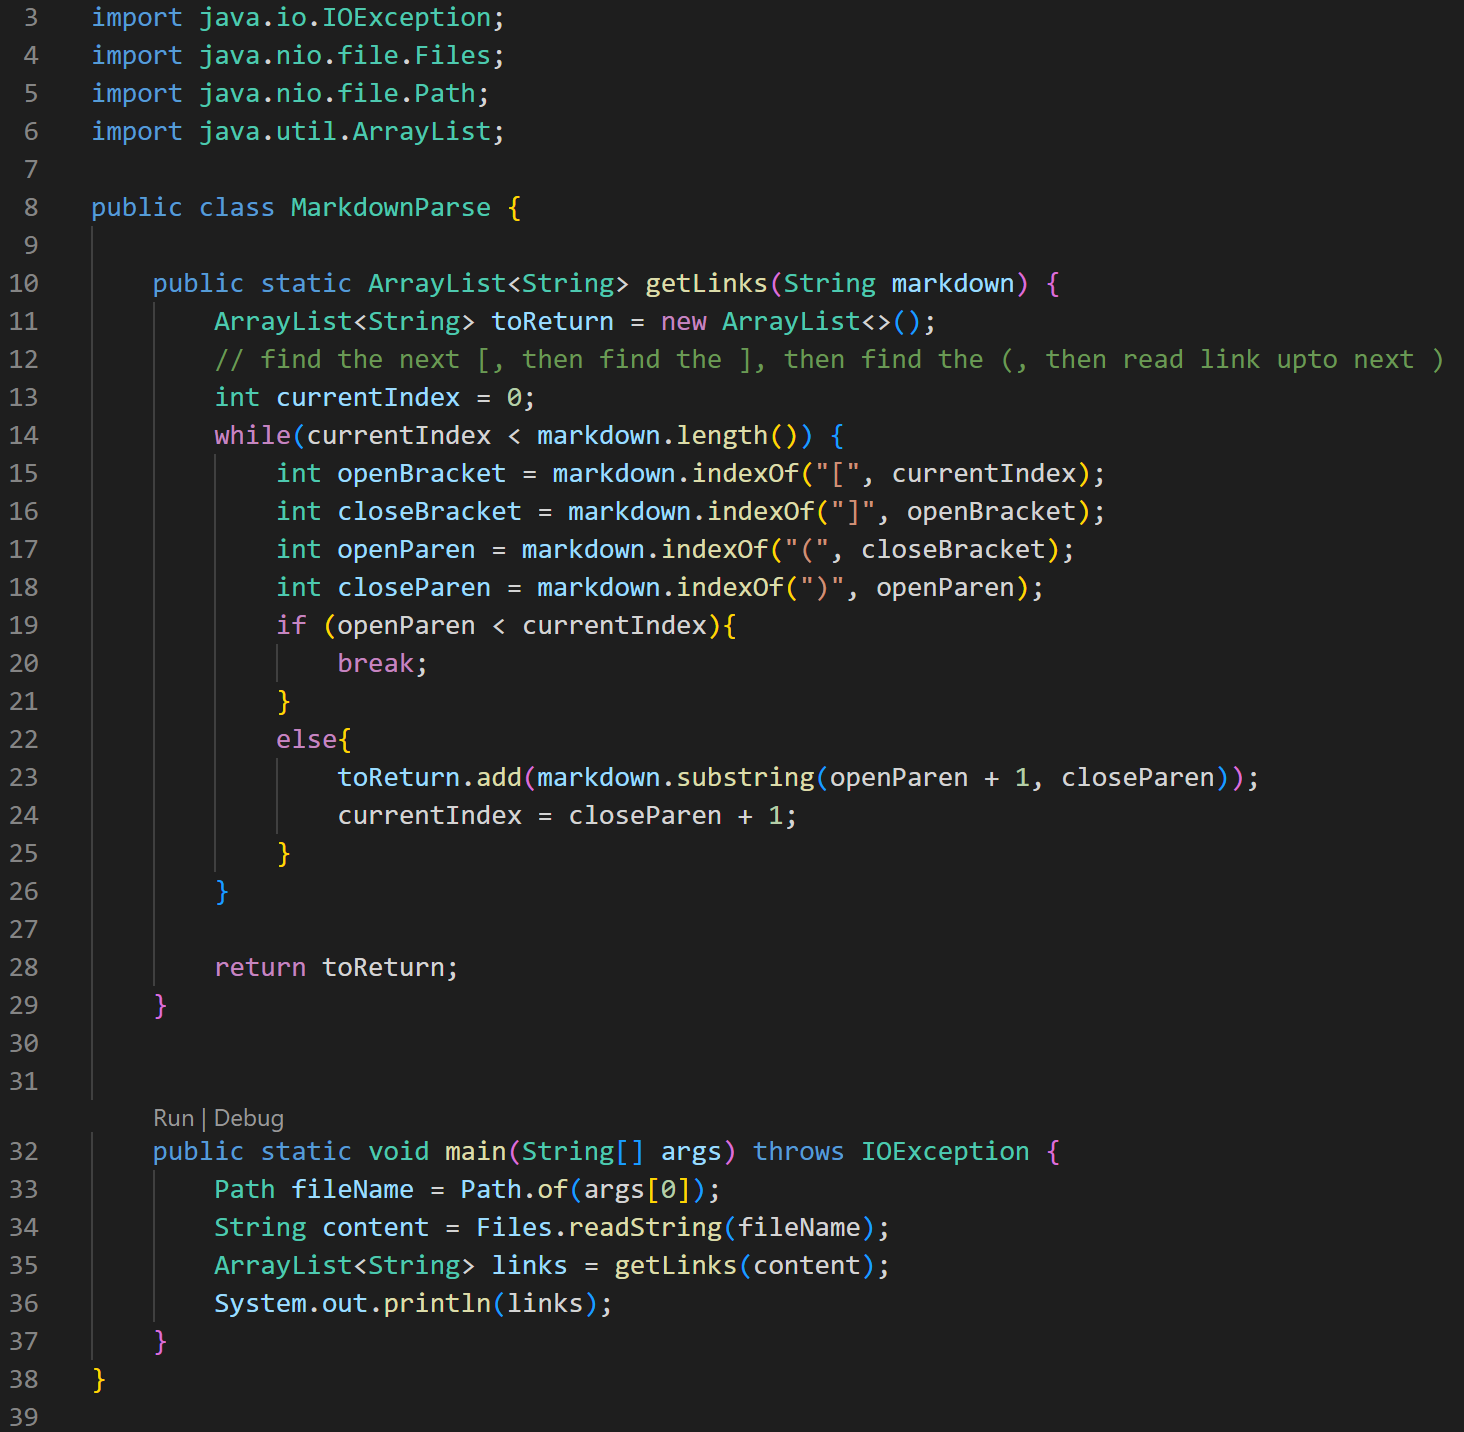 3 import java.io.IOException;
4 import java.nio.file.Files;
5 import java.nio.file.Path;
6 import java.util.ArrayList;
7
8 public class MarkdownParse {
9
10     public static ArrayList<String> getLinks(String markdown) {
11         ArrayList<String> toReturn = new ArrayList<>();
12         // find the next [, then find the ], then find the (, then read link upto next )
13         int currentIndex = 0;
14         while(currentIndex < markdown.length()) {
15             int openBracket = markdown.indexOf("[", currentIndex);
16             int closeBracket = markdown.indexOf("]", openBracket);
17             int openParen = markdown.indexOf("(", closeBracket);
18             int closeParen = markdown.indexOf(")", openParen);
19             if (openParen < currentIndex){
20                 break;
21             }
22             else{
23                 toReturn.add(markdown.substring(openParen + 1, closeParen));
24                 currentIndex = closeParen + 1;
25             }
26         }
27
28         return toReturn;
29     }
30
31
Run | Debug
32     public static void main(String[] args) throws IOException {
33         Path fileName = Path.of(args[0]);
34         String content = Files.readString(fileName);
35         ArrayList<String> links = getLinks(content);
36         System.out.println(links);
37     }
38 }
39